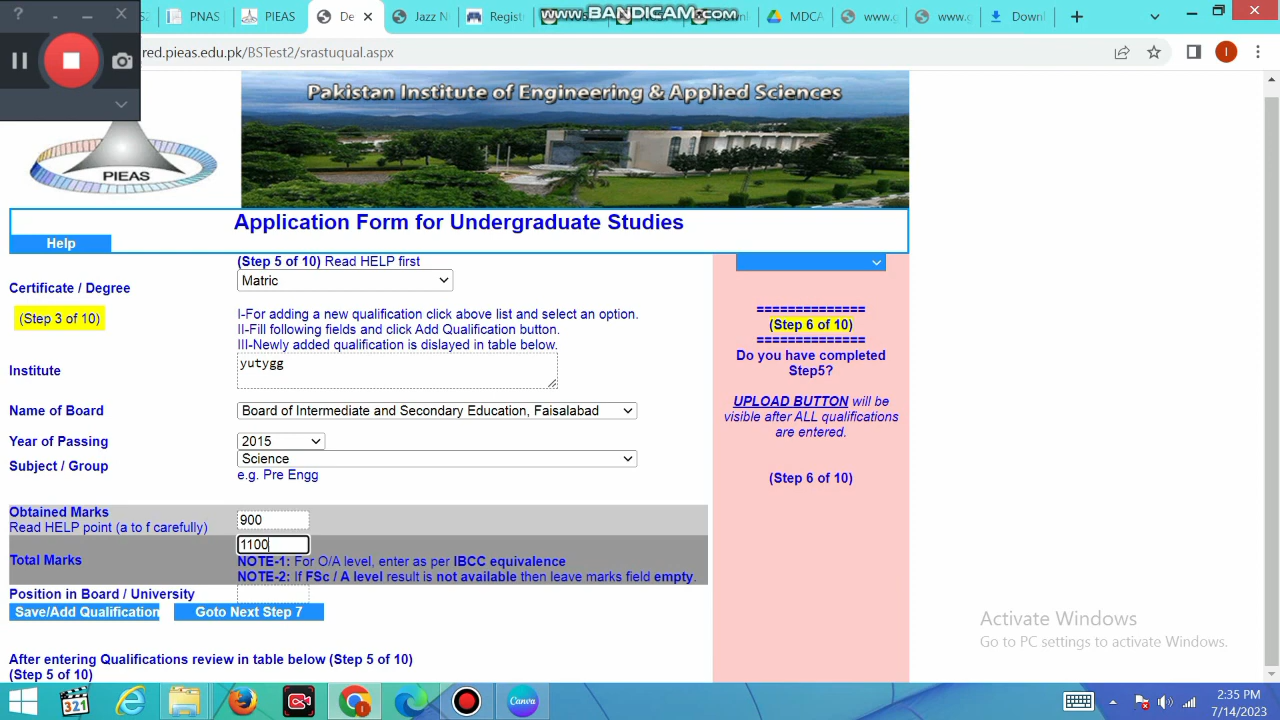 S2
PNAS
PIEAS
De
Jazz N
Regist
www.BANDICAM.com
MDCA
www.g
www.g
Downl
I
red.pieas.edu.pk/BSTest2/srastuqual.aspx
Pakistan Institute of Engineering & Applied Sciences
PIEAS
Application Form for Undergraduate Studies
Help
(Step 5 of 10) Read HELP first
Certificate / Degree
Matric
(Step 3 of 10)
I-For adding a new qualification click above list and select an option.
II-Fill following fields and click Add Qualification button.
III-Newly added qualification is dislayed in table below.
Institute
yutygg
Name of Board
Board of Intermediate and Secondary Education, Faisalabad
Year of Passing
2015
Subject / Group
Science
e.g. Pre Engg
Obtained Marks
Read HELP point (a to f carefully)
900
Total Marks
1100
NOTE-1: For O/A level, enter as per IBCC equivalence
NOTE-2: If FSc / A level result is not available then leave marks field empty.
Position in Board / University
Save/Add Qualification
Goto Next Step 7
After entering Qualifications review in table below (Step 5 of 10)
(Step 5 of 10)
==============
(Step 6 of 10)
==============
Do you have completed
Step5?
UPLOAD BUTTON will be
visible after ALL qualifications
are entered.
(Step 6 of 10)
Activate Windows
Go to PC settings to activate Windows.
321
Canva
2:35 PM
7/14/2023